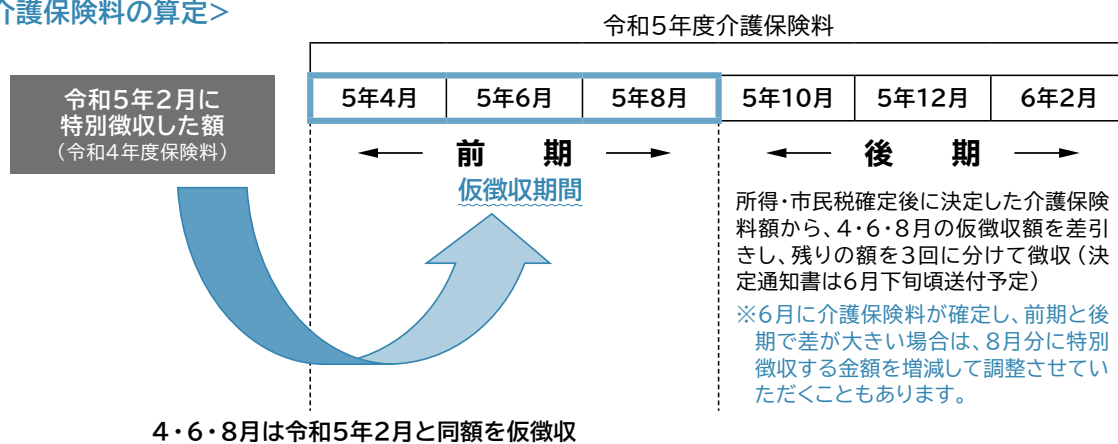 介護保険料の算定>
令和5年度介護保険料
令和5年2月に
特別徴収した額
（令和4年度保険料）
5年4月 5年6月 5年8月 5年10月 5年12月 6年2月
前期 後期
仮徴収期間
所得・市民税確定後に決定した介護保険
料額から、4・6・8月の仮徴収額を差引
きし、残りの額を3回に分けて徴収（決
定通知書は6月下旬頃送付予定）
※6月に介護保険料が確定し、前期と後
期で差が大きい場合は、8月分に特別
徴収する金額を増減して調整させてい
ただくこともあります。
4・6・8月は令和5年2月と同額を仮徴収